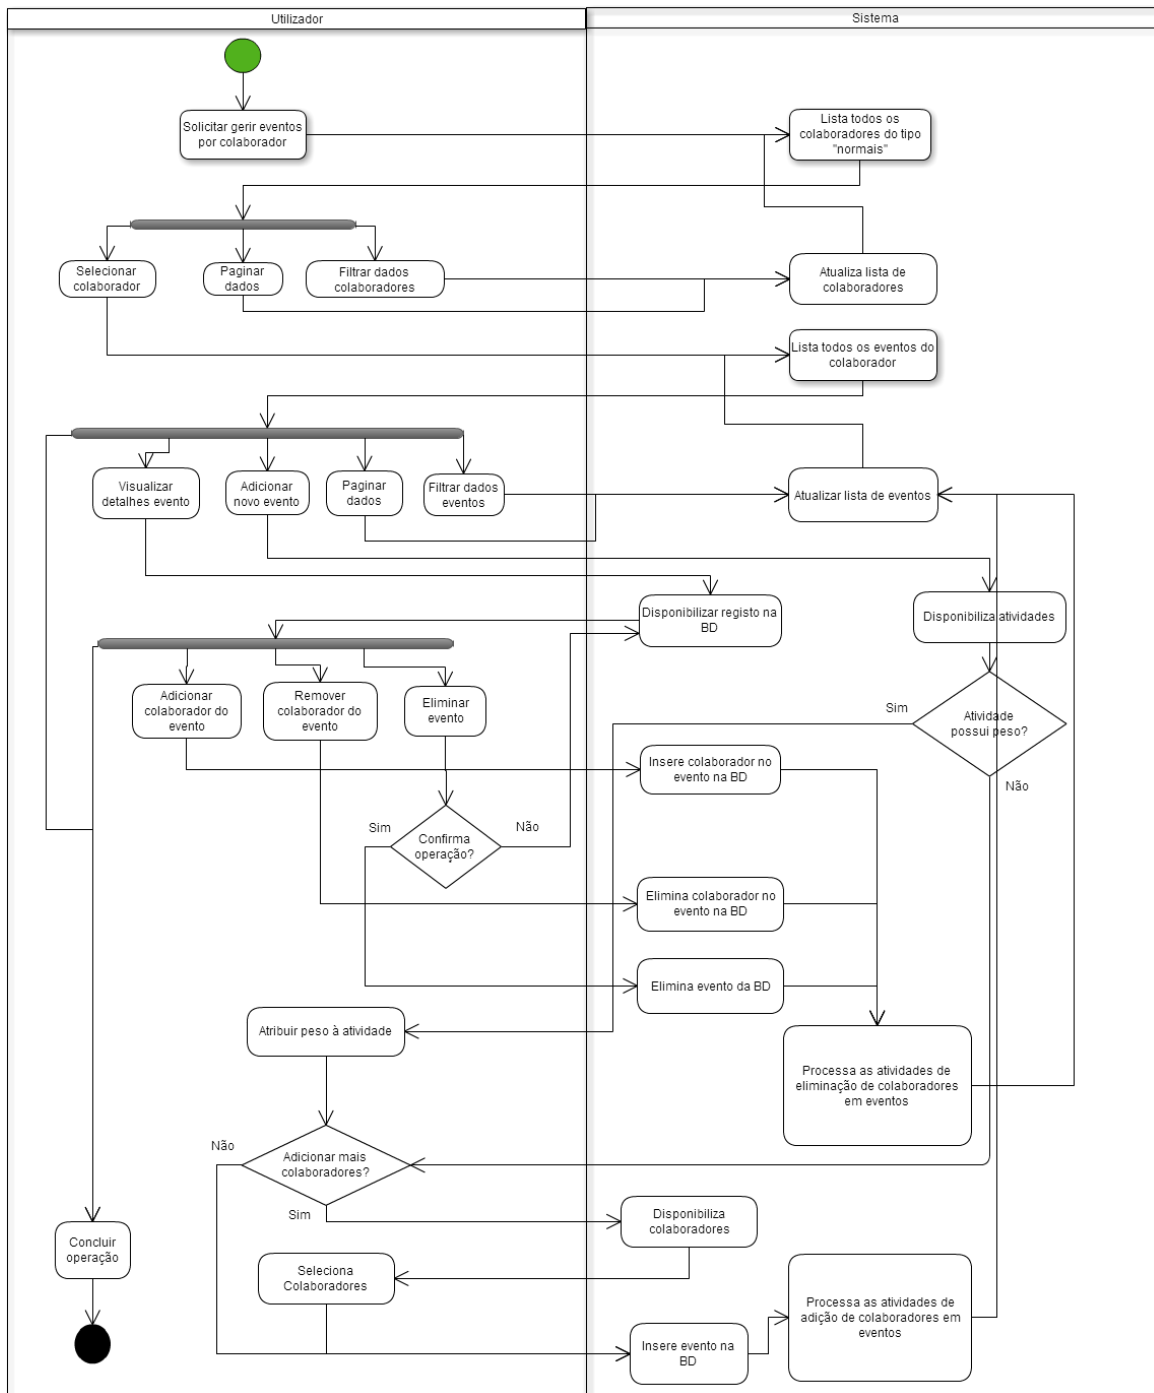 Utilizador
Sistema
Solicitar gerir eventos
por colaborador
Lista todos os
colaboradores do tipo
"normais"
Selecionar
colaborador
Paginar
dados
Filtrar dados
colaboradores
Atualiza lista de
colaboradores
Lista todos os eventos do
colaborador
Visualizar
detalhes evento
Adicionar
novo evento
Paginar
dados
Filtrar dados
eventos
Atualizar lista de eventos
Disponibilizar registo na
BD
Disponibiliza atividades
Adicionar
colaborador do
evento
Remover
colaborador do
evento
Eliminar
evento
Sim
Atividade
possui peso?
Não
Insere colaborador no
evento na BD
Sim
Confirma
operação?
Não
Elimina colaborador no
evento na BD
Elimina evento da BD
Atribuir peso à atividade
Processa as atividades de
eliminação de colaboradores
em eventos
Não
Adicionar mais
colaboradores?
Sim
Disponibiliza
colaboradores
Concluir
operação
Seleciona
Colaboradores
Processa as atividades de
adição de colaboradores em
eventos
Insere evento na
BD